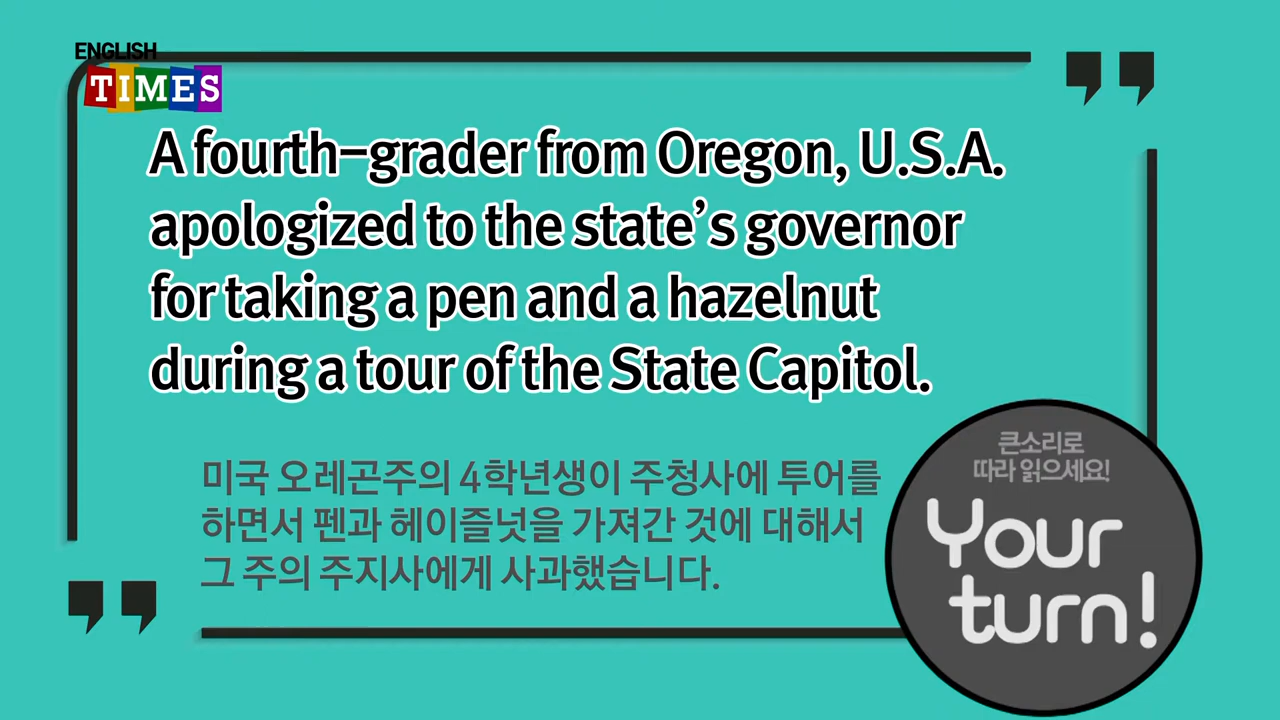 ENGLISH
TIMES
A fourth-grader from Oregon, U.S.A.
apologized to the state’s governor
for taking a pen and a hazelnut
during a tour of the State Capitol.
미국 오레곤주의 4학년생이 주청사에 투어를
하면서 펜과 헤이즐넛을 가져간 것에 대해서
그 주의 주지사에게 사과했습니다.
큰소리로
따라 읽으세요!
Your
turn!